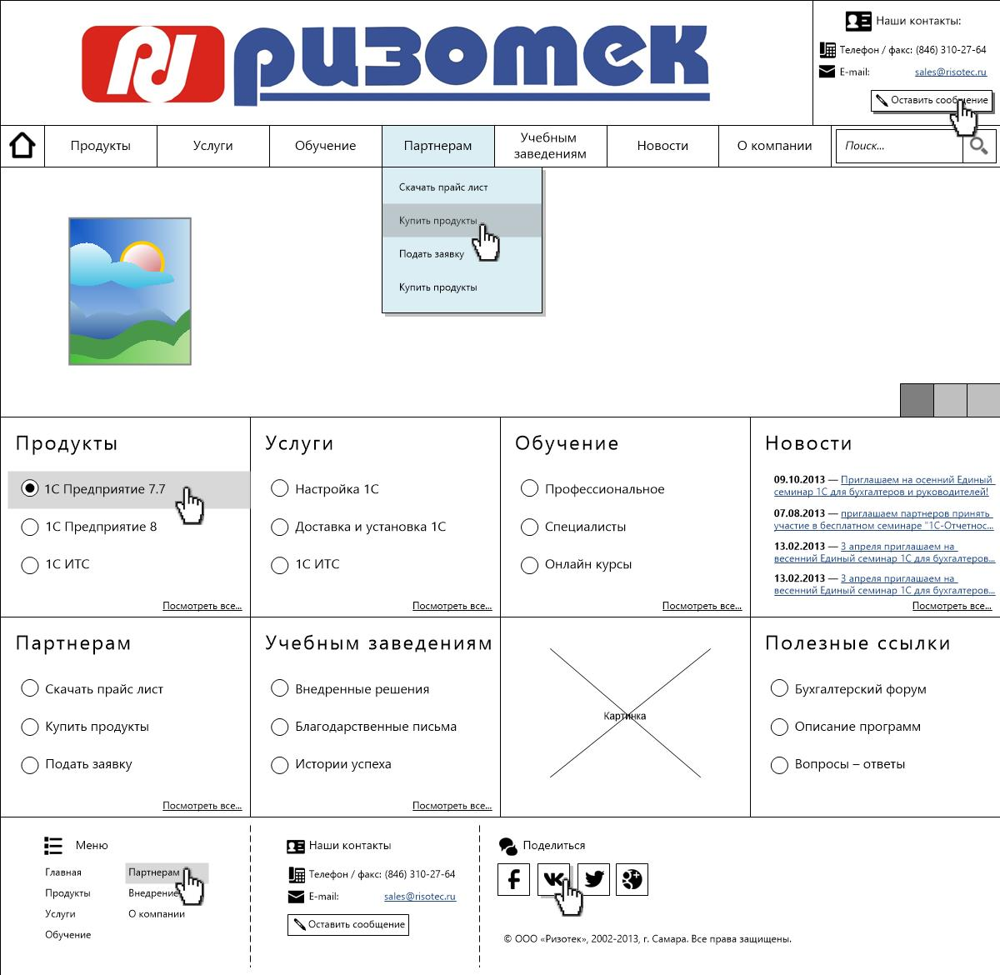 Ризотек
Наши контакты:
Телефон / факс: (846) 310-27-64
E-mail: sales@risotec.ru
Оставить сообщение
Продукты
Услуги
Обучение
Партнерам
Учебным
заведениям
Новости
О компании
Поиск...
Скачать прайс лист
Купить продукты
Подать заявку
Купить продукты
Продукты
1С Предприятие 7.7
1С Предприятие 8
1С ИТС
Посмотреть все...
Услуги
Настройка 1С
Доставка и установка 1С
1С ИТС
Посмотреть все...
Обучение
Профессиональное
Специалисты
Онлайн курсы
Посмотреть все...
Новости
09.10.2013 — Приглашаем на осенний Единый
семинар 1С для бухгалтеров и руководителей!
07.08.2013 — приглашаем партнеров принять
участие в бесплатном семинаре "1С-Отчетнос...
13.02.2013 — 3 апреля приглашаем на
весенний Единый семинар 1С для бухгалтеров...
13.02.2013 — 3 апреля приглашаем на
весенний Единый семинар 1С для бухгалтеров...
Посмотреть все...
Партнерам
Скачать прайс лист
Купить продукты
Подать заявку
Посмотреть все...
Учебным заведениям
Внедренные решения
Благодарственные письма
Истории успеха
Посмотреть все...
Картинка
Полезные ссылки
Бухгалтерский форум
Описание программ
Вопросы – ответы
Меню
Главная
Продукты
Услуги
Обучение
Партнерам
Внедрение
О компании
Наши контакты
Телефон / факс: (846) 310-27-64
E-mail: sales@risotec.ru
Оставить сообщение
Поделиться
© ООО «Ризотек», 2002-2013, г. Самара. Все права защищены.